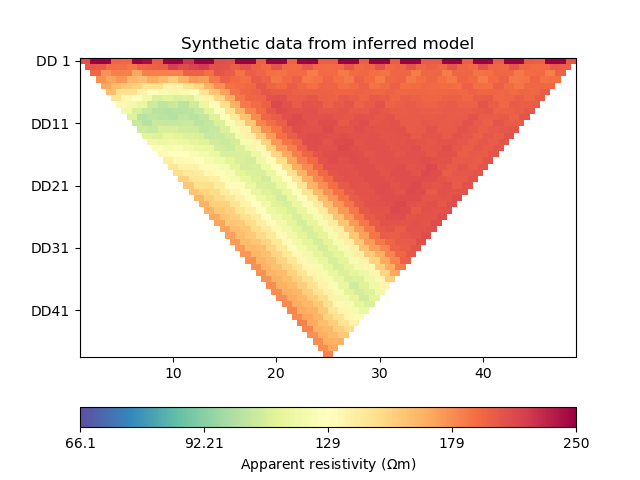 Synthetic data from inferred model
DD 1
DD11
DD21
DD31
DD41
10 20 30 40
66.1 92.21 129 179 250
Apparent resistivity (Ωm)